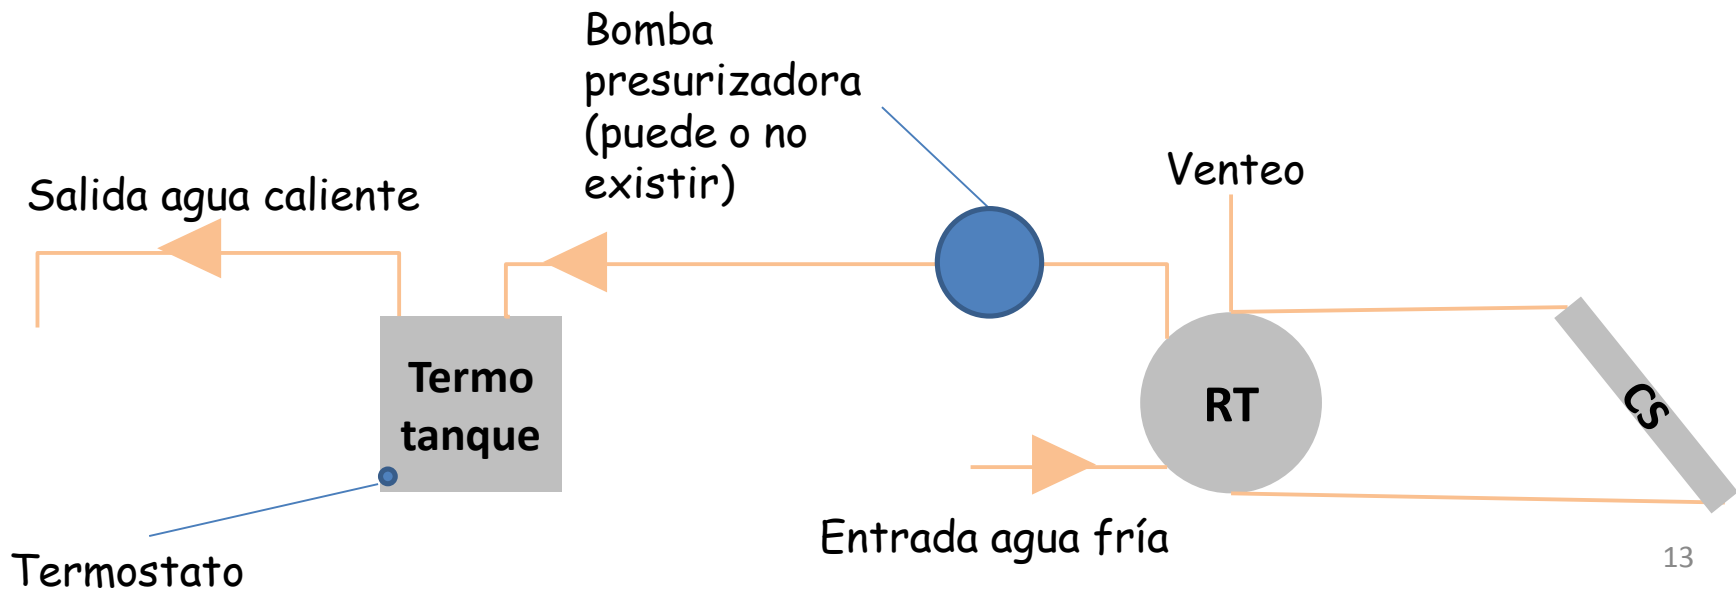 Bomba
presurizadora
(puede o no
existir)
Venteo
Salida agua caliente
Termo
tanque
RT
CS
Entrada agua fría
Termostato
13